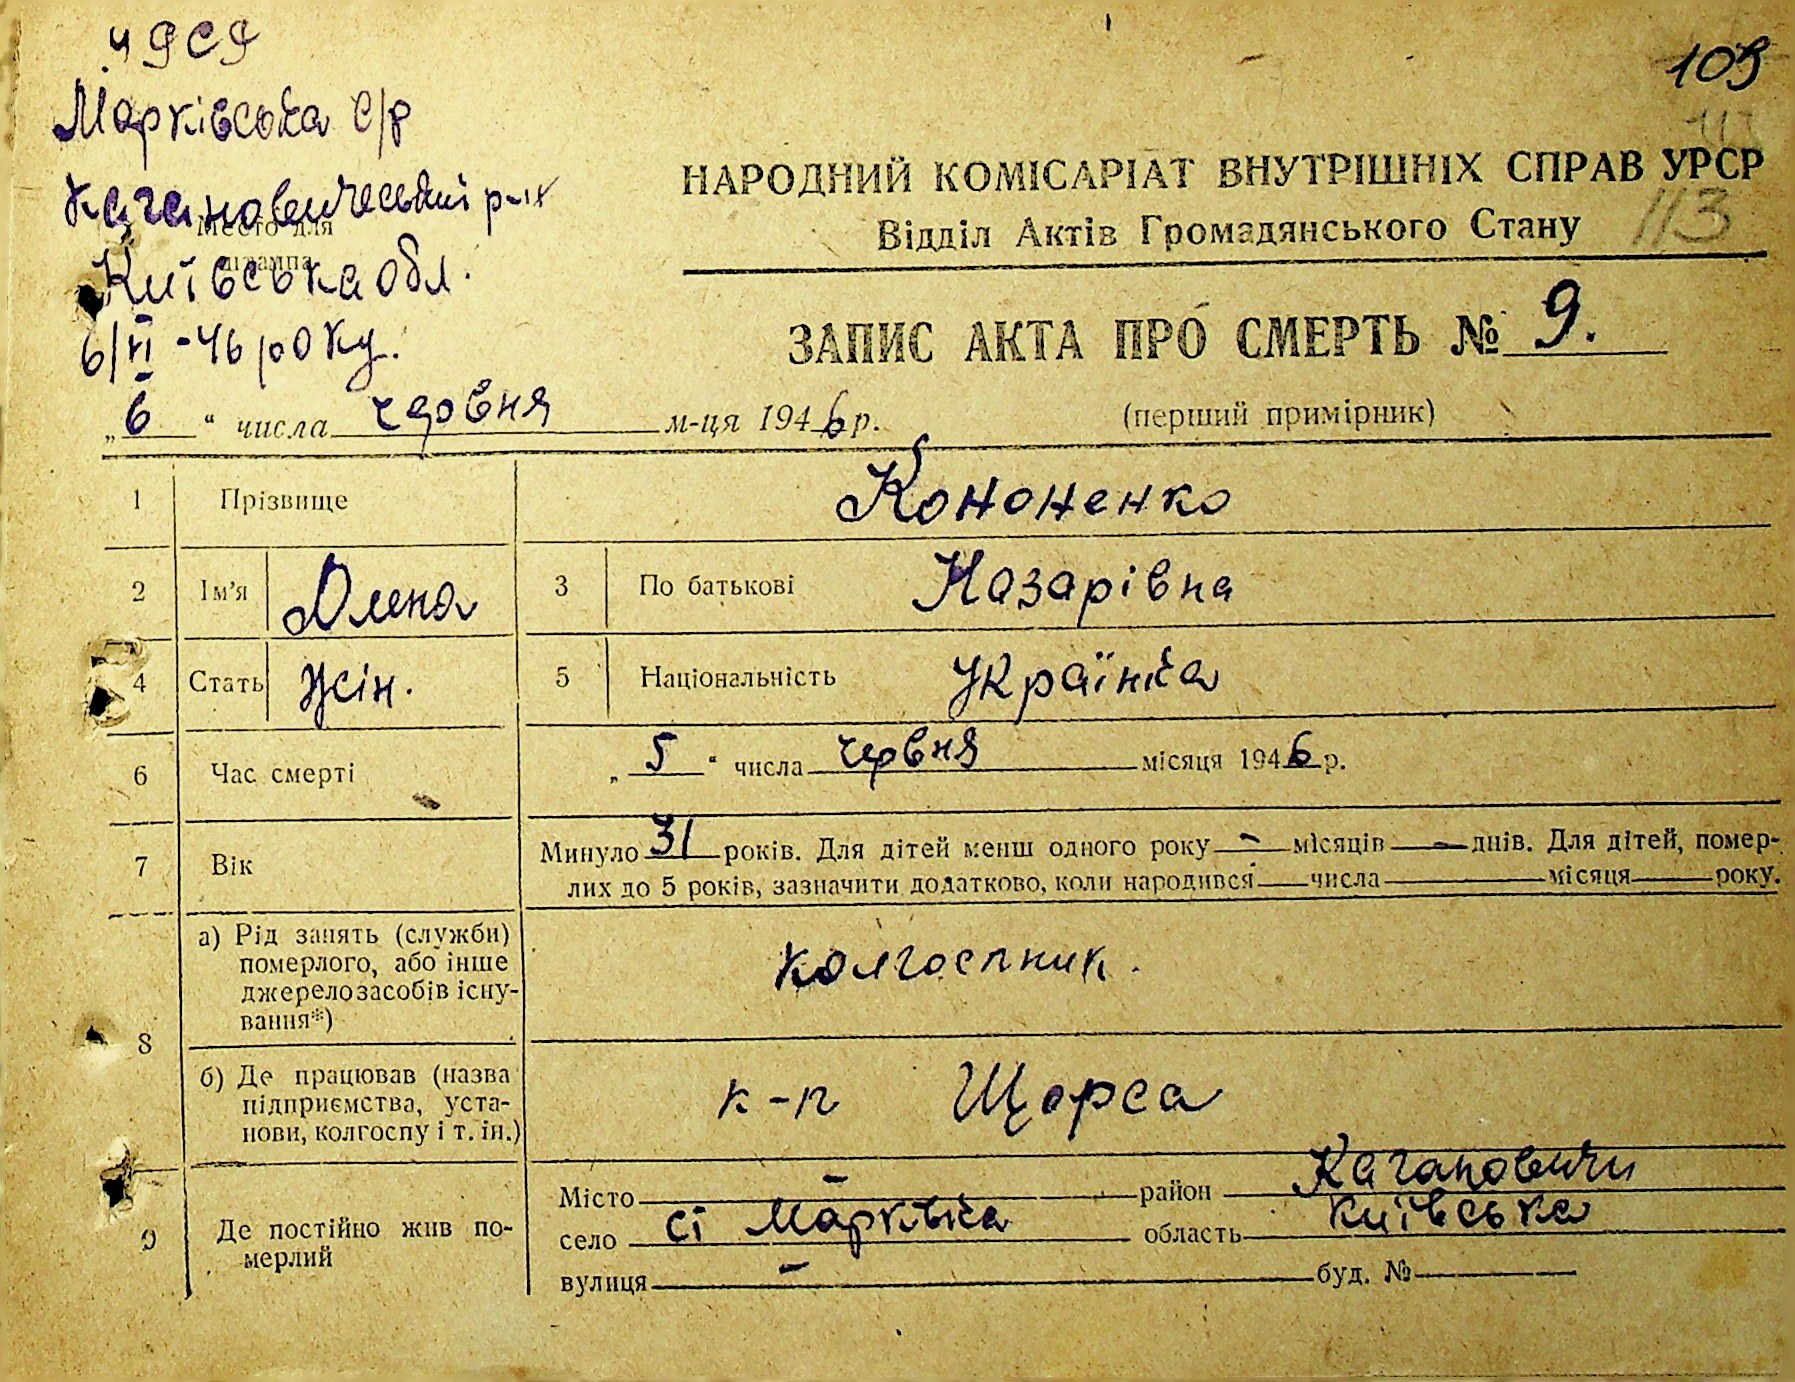 УРСР
Марківська с/р
Кагановичеський р-н
Место для
штампа
Київська обл.
6/VI -46 року.
„ 6 “ числа червня м-ця 1946 р.
109
113
НАРОДНИЙ КОМІСАРІАТ ВНУТРІШНІХ СПРАВ УРСР
Відділ Актів Громадянського Стану
113
ЗАПИС АКТА ПРО СМЕРТЬ № 9.
(перший примірник)
1 Прізвище Кононенко
2 Ім'я Олена 3 По батькові Назарівна
4 Стать жін. 5 Національність Українка
6 Час смерті „ 5 “ числа червня місяця 1946 р.
7 Вік Минуло 31 років. Для дітей менш одного року - місяців - днів. Для дітей, помер-
лих до 5 років, зазначити додатково, коли народився числа місяця року.
8 а) Рід занять (служби)
померлого, або інше
джерело засобів існу-
вання*)
колгоспник.
б) Де працював (назва
підприємства, уста-
нови, колгоспу і т. ін.)
к-п Щорса
9 Де постійно жив по-
мерлий
Місто - район Кагановичи
село с. Марківка область Київська
вулиця - буд. №